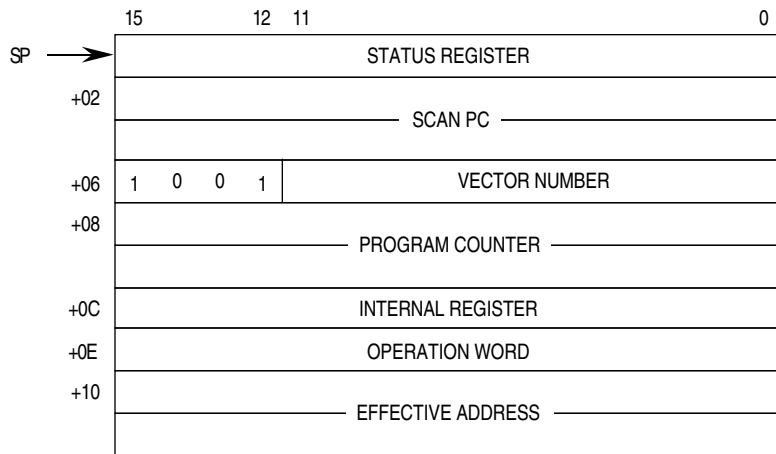 15 12 11 0
SP STATUS REGISTER
+02
SCAN PC
+06 1 0 0 1 VECTOR NUMBER
+08
PROGRAM COUNTER
+0C INTERNAL REGISTER
+0E OPERATION WORD
+10
EFFECTIVE ADDRESS